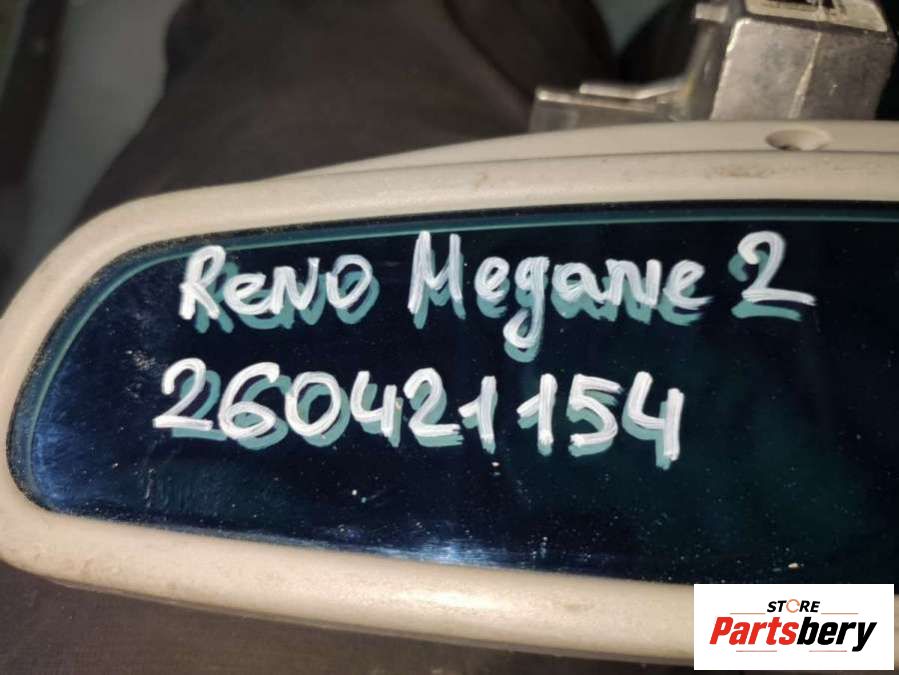 Reno Megane 2
260421154
STORE
Partsbery